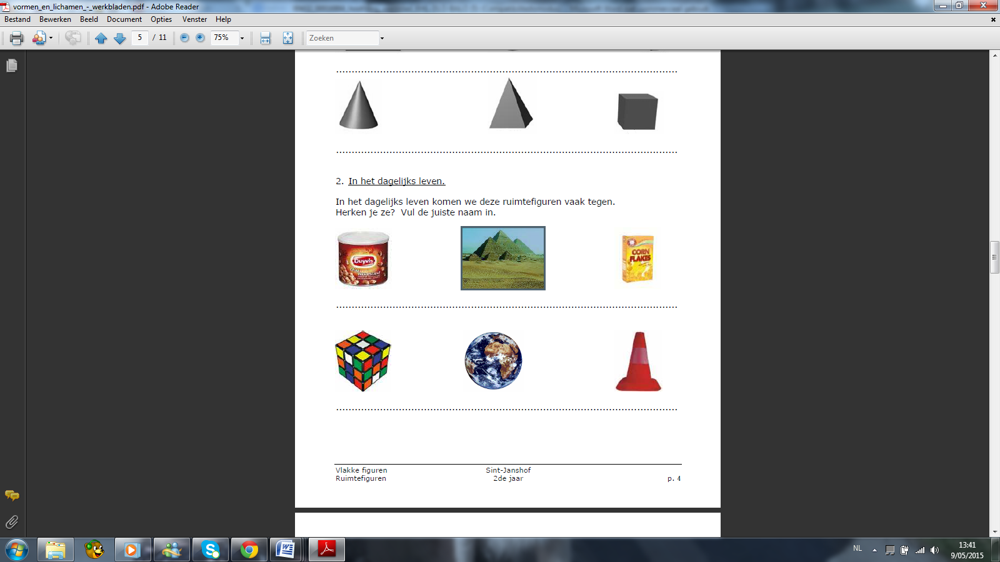 vormen_en_lichamen_-_werkbladen.pdf - Adobe Reader
Bestand Bewerken Beeld Document Opties Venster Help
5 / 11 75% Zoeken
2. In het dagelijks leven.
In het dagelijks leven komen we deze ruimtefiguren vaak tegen.
Herken je ze? Vul de juiste naam in.
Duyvis
CORN
FLAKES
Vlakke figuren Sint-Janshof
Ruimtefiguren 2de jaar p. 4
NL 13:41
9/05/2015